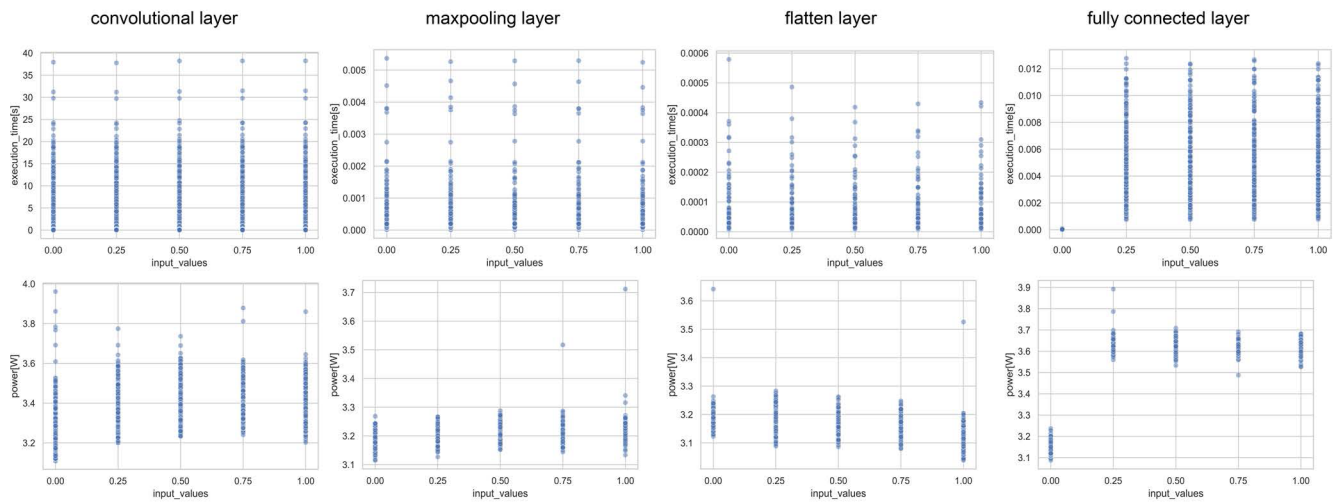 convolutional layer
maxpooling layer
flatten layer
fully connected layer
execution_time[s]
40
35
30
25
20
15
10
5
0
0.00 0.25 0.50 0.75 1.00
input_values
execution_time[s]
0.005
0.004
0.003
0.002
0.001
0.000
0.00 0.25 0.50 0.75 1.00
input_values
execution_time[s]
0.0006
0.0005
0.0004
0.0003
0.0002
0.0001
0.0000
0.00 0.25 0.50 0.75 1.00
input_values
execution_time[s]
0.012
0.010
0.008
0.006
0.004
0.002
0.000
0.00 0.25 0.50 0.75 1.00
input_values
power[W]
4.0
3.8
3.6
3.4
3.2
0.00 0.25 0.50 0.75 1.00
input_values
power[W]
3.7
3.6
3.5
3.4
3.3
3.2
3.1
0.00 0.25 0.50 0.75 1.00
input_values
power[W]
3.6
3.5
3.4
3.3
3.2
3.1
0.00 0.25 0.50 0.75 1.00
input_values
power[W]
3.9
3.8
3.7
3.6
3.5
3.4
3.3
3.2
3.1
0.00 0.25 0.50 0.75 1.00
input_values